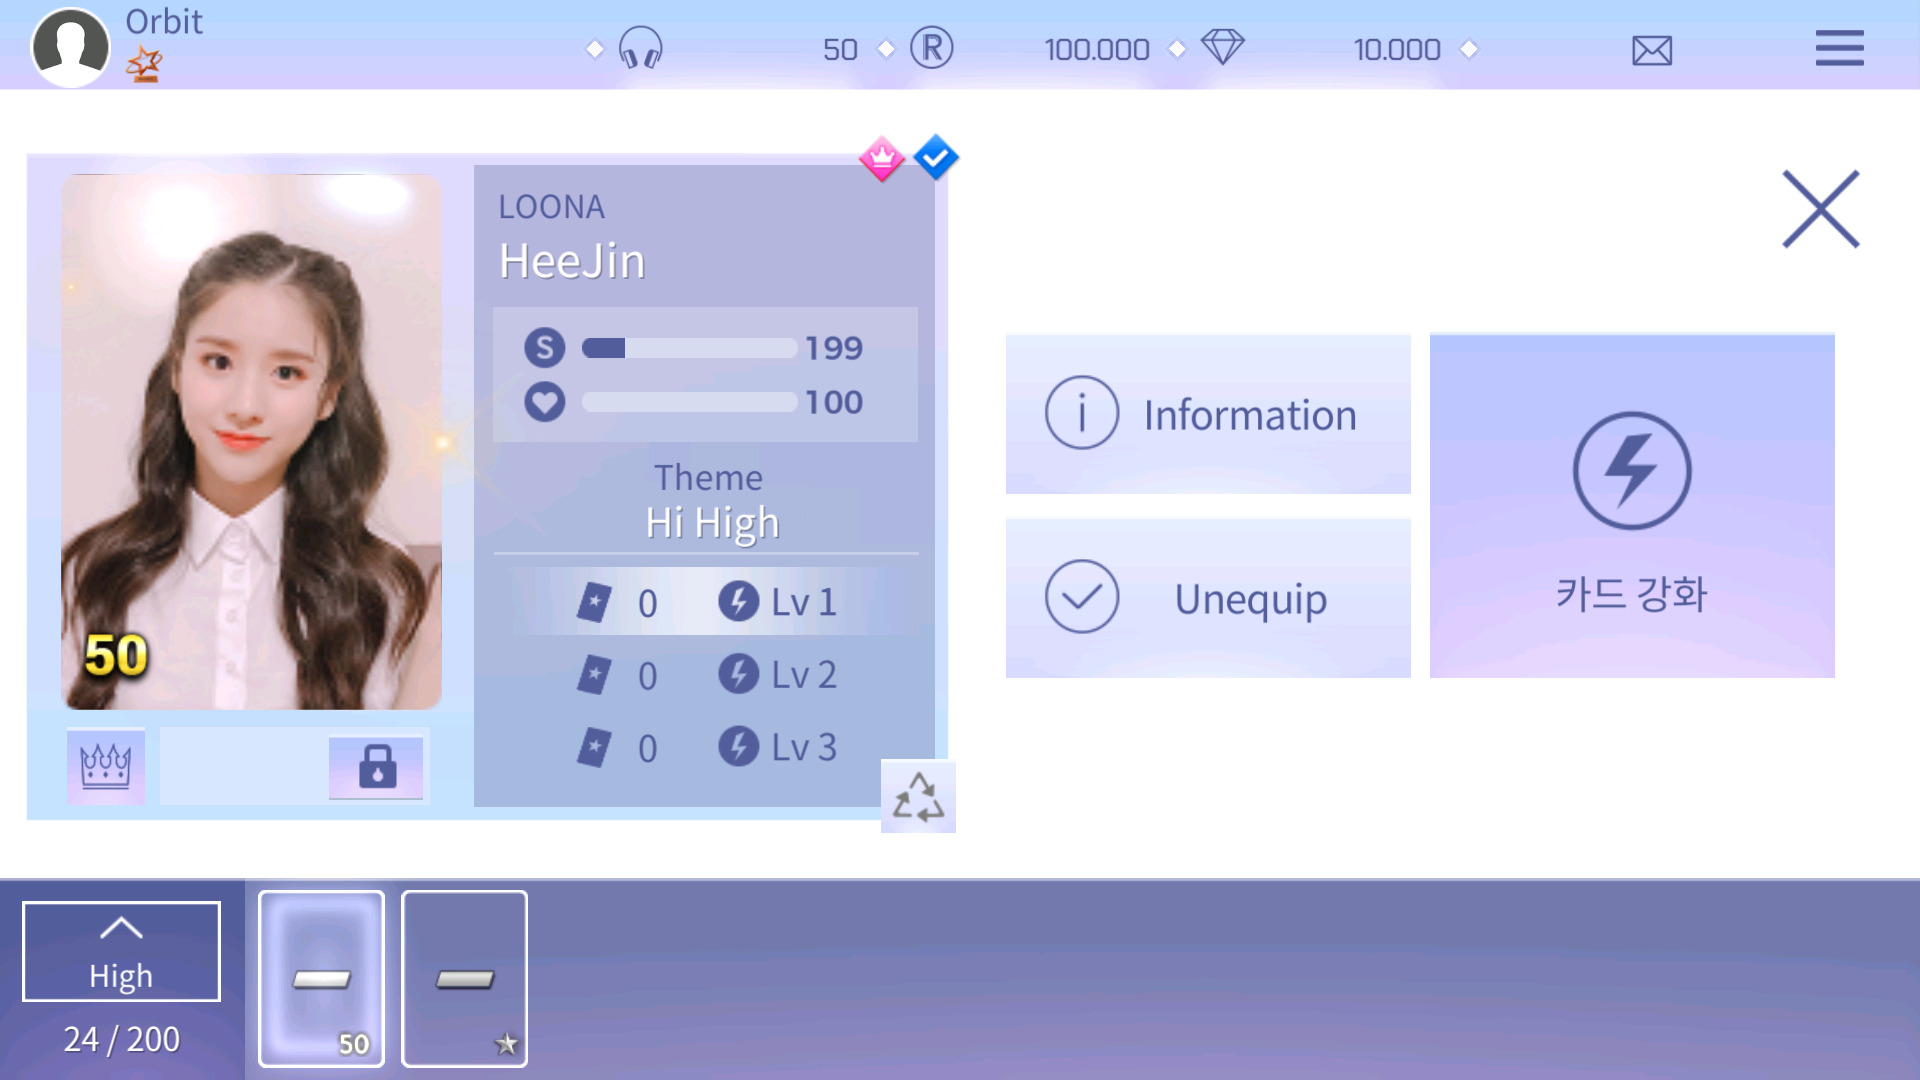 Orbit
50
R
100.000
10.000
LOONA
HeeJin
S 199
100
Theme
Hi High
0 Lv 1
0 Lv 2
0 Lv 3
50
i Information
Unequip
카드 강화
High
24 / 200
50